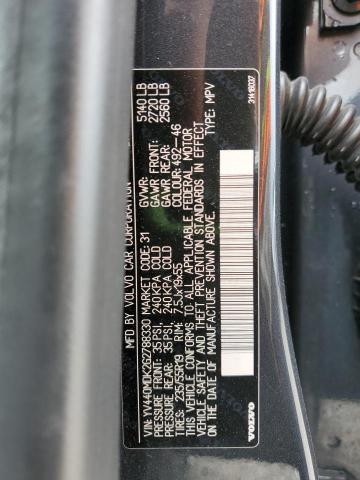 MFD BY VOLVO CAR CORPORATION
VIN: YV440MDK2G2788330 MARKET CODE: 31
PRESSURE FRONT: 35 PSI, 240 KPA COLD
PRESSURE REAR: 35 PSI, 240 KPA COLD
TIRES: 235/55R19 RIM: 7.5Jx19x55
GVWR: 5140 LB
GAWR FRONT: 2720 LB
GAWR REAR: 2560 LB
COLOUR: 492--46
THIS VEHICLE CONFORMS TO ALL APPLICABLE FEDERAL MOTOR
VEHICLE SAFETY AND THEFT PREVENTION STANDARDS IN EFFECT
ON THE DATE OF MANUFACTURE SHOWN ABOVE.
TYPE: MPV
VOLVO
31418037